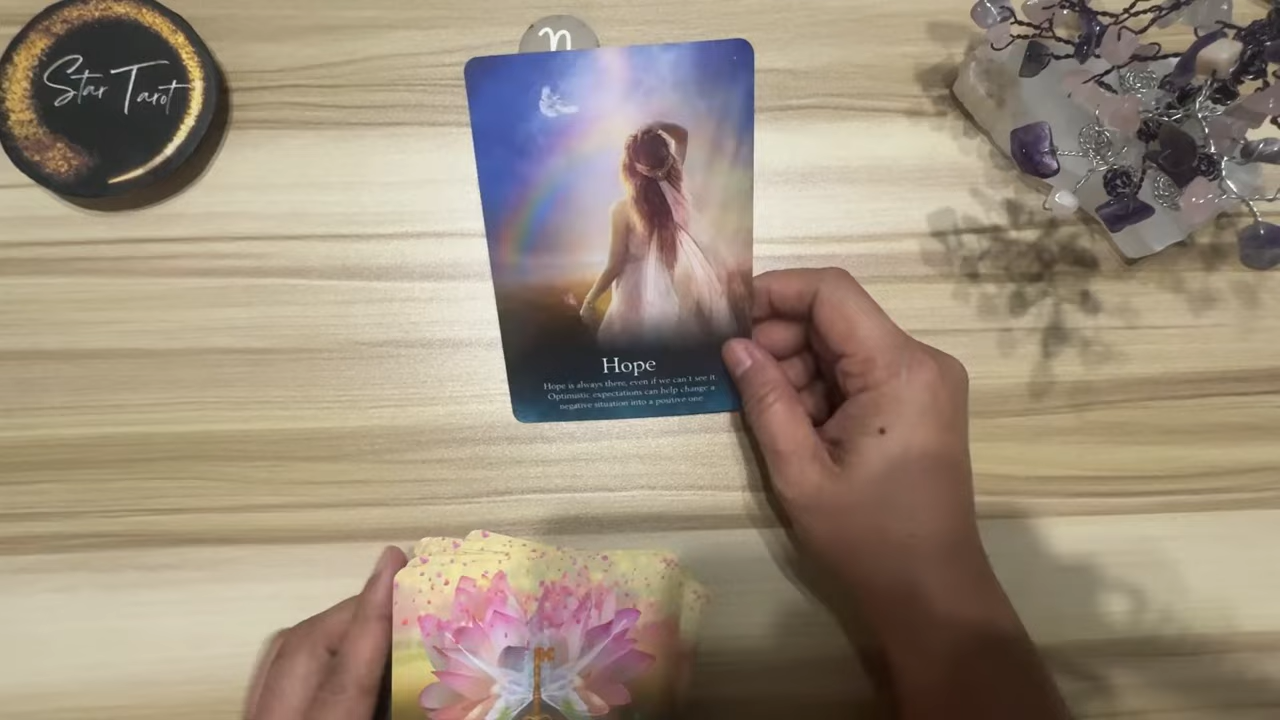 Star Tarot
Hope
Hope is always there, even if we can't see it.
Optimistic expectations can help change a
negative situation into a positive one.